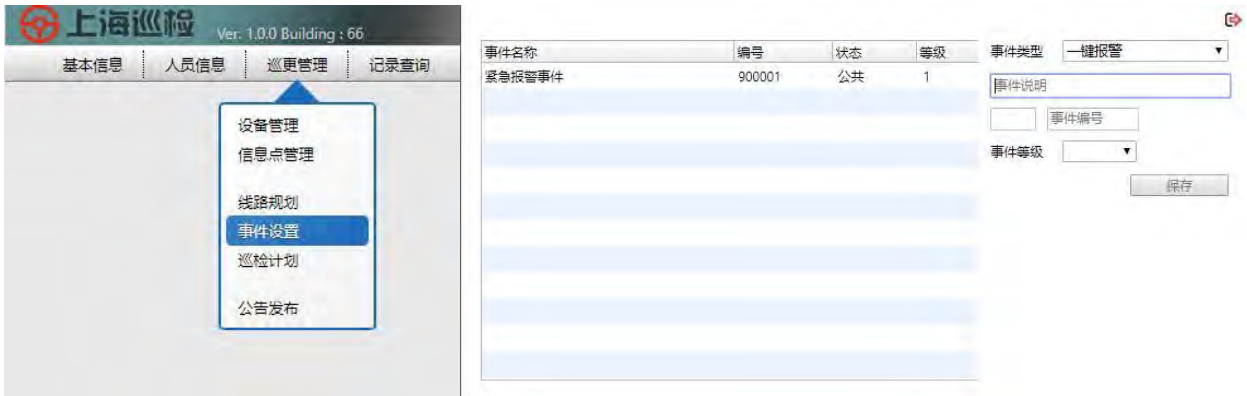 上海巡检 Ver: 1.0.0 Building : 66
基本信息 人员信息 巡更管理 记录查询
设备管理
信息点管理
线路规划
事件设置
巡检计划
公告发布
事件名称 编号 状态 等级
紧急报警事件 900001 公共 1
事件类型 一键报警
事件说明
事件编号
事件等级
保存